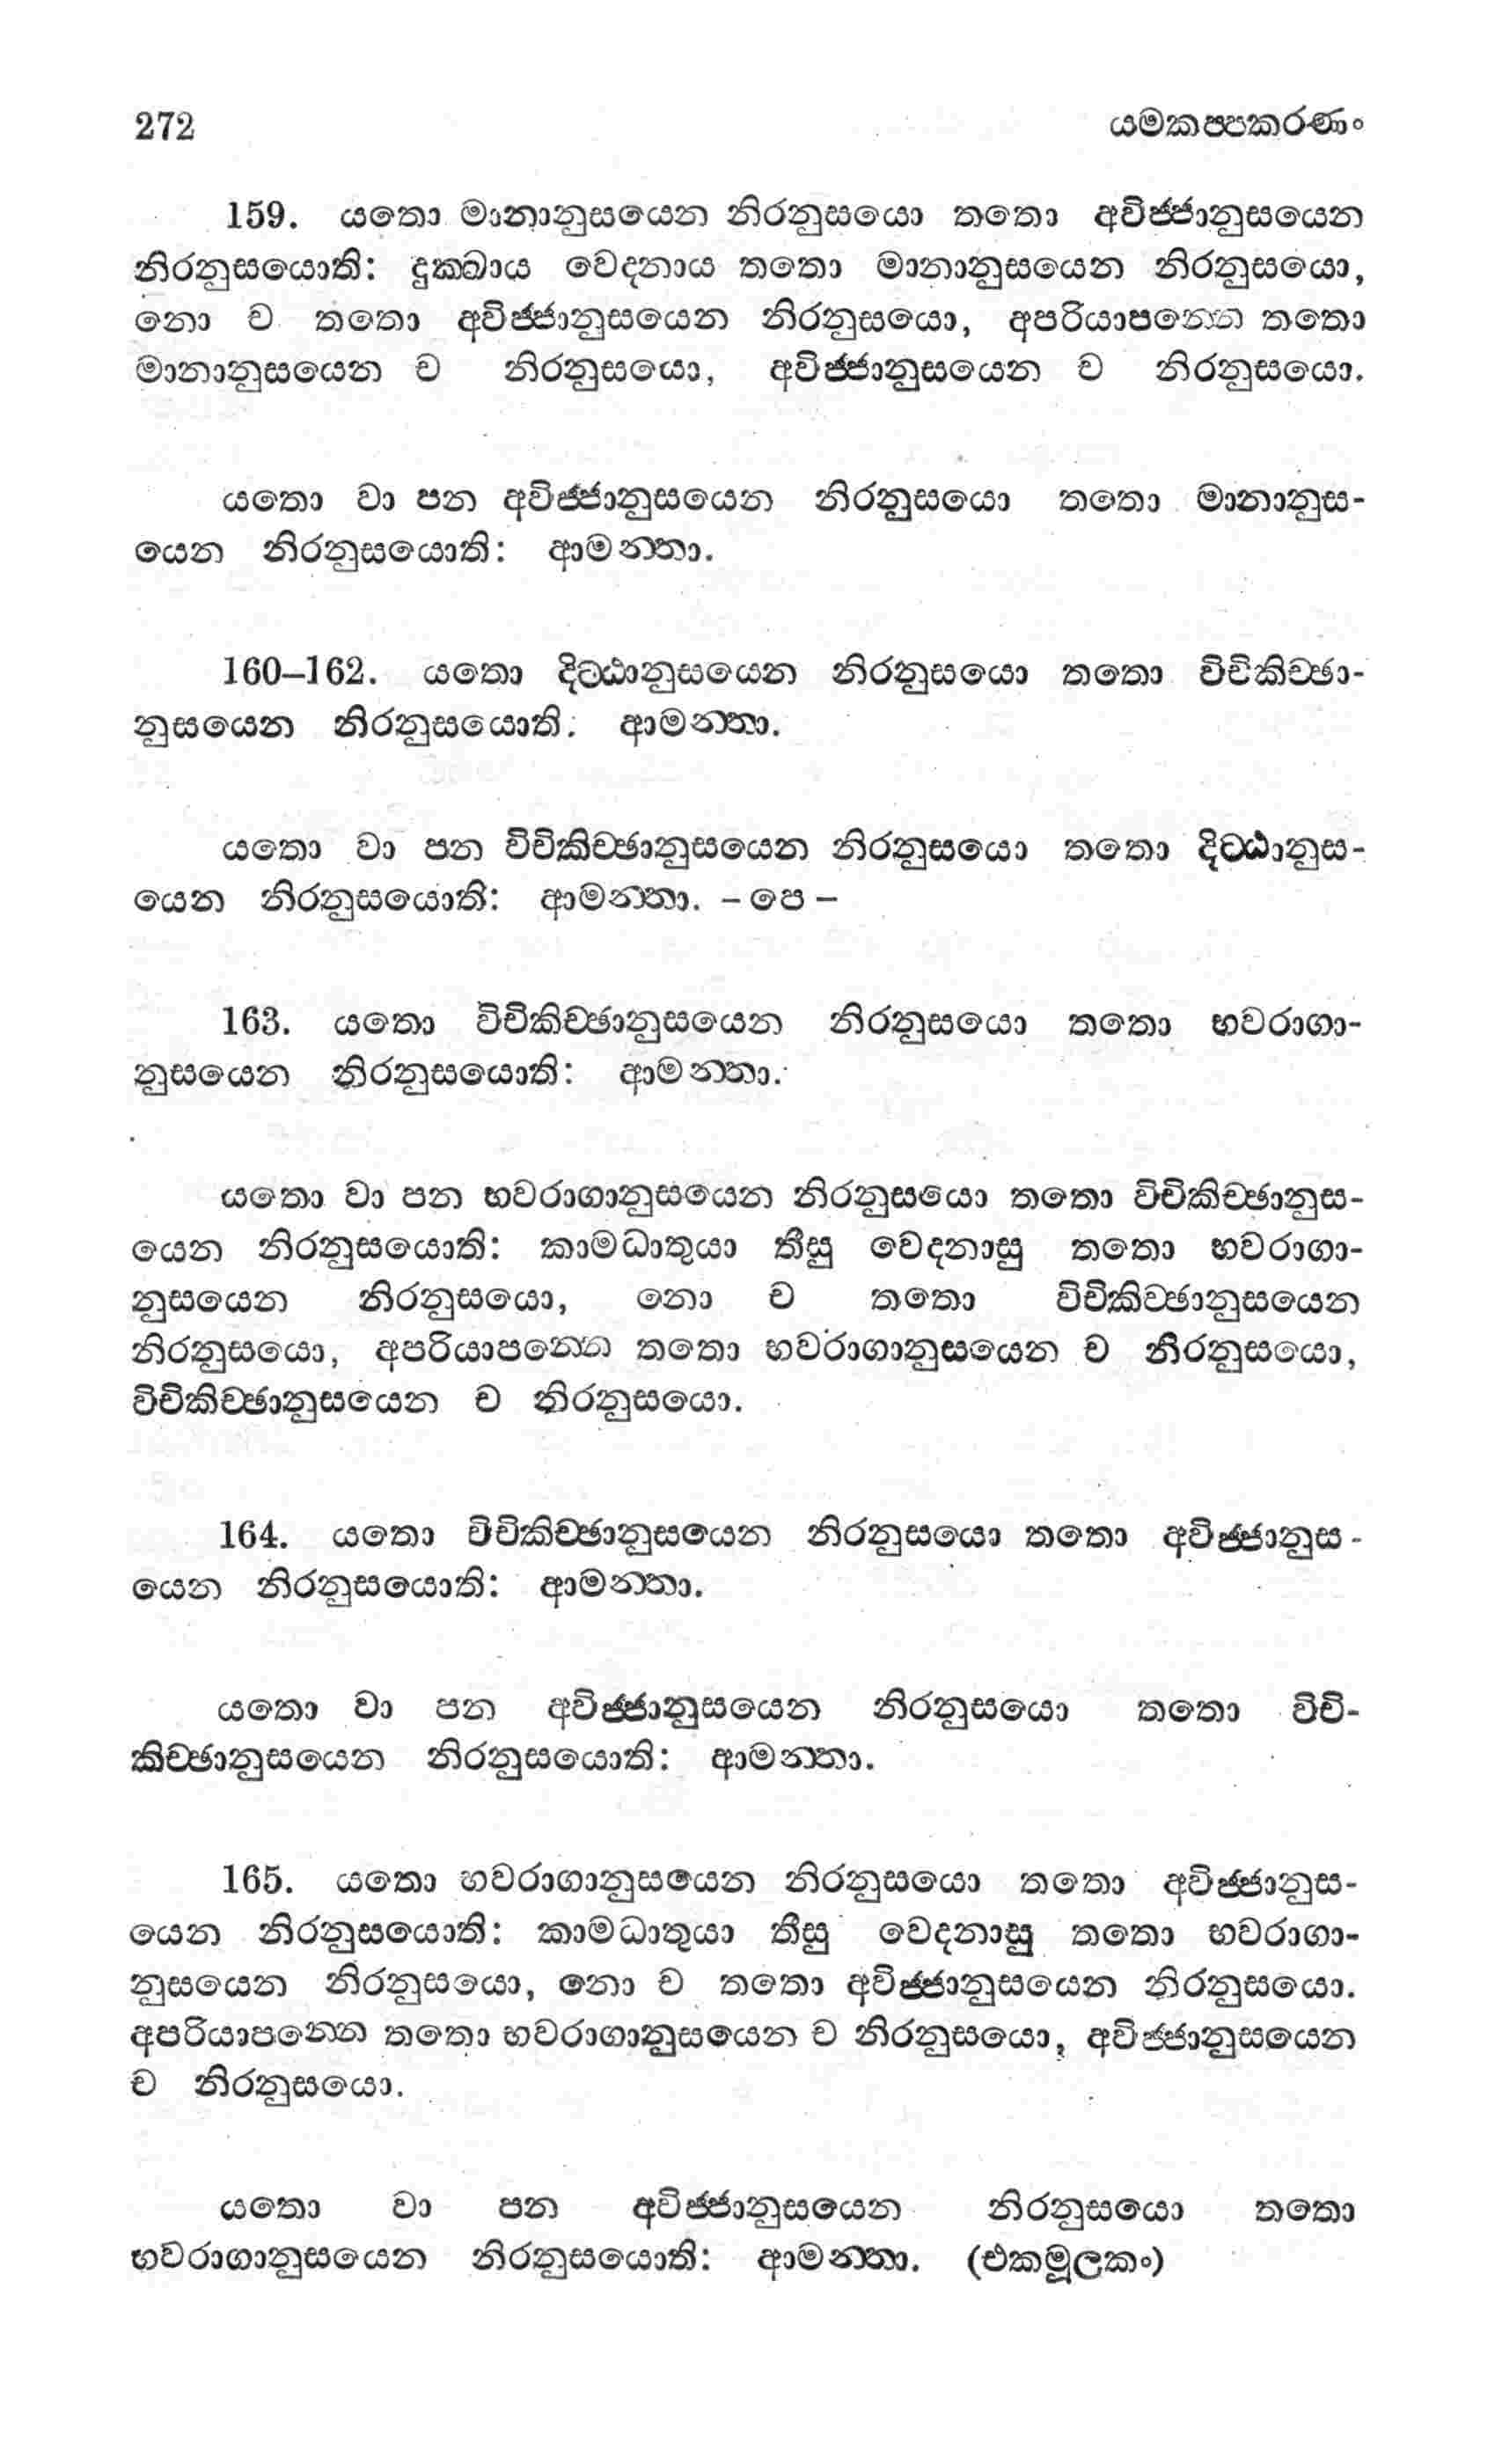 272 යමකප්පකරණං
159. යතො මානානුසයෙන නිරනුසයො තතො අවිජ්ජානුසයෙන
නිරනුසයොති: දුක්ඛාය වෙදනාය තතො මානානුසයෙන නිරනුසයො,
නො ච තතො අවිජ්ජානුසයෙන නිරනුසයො, අපරියාපන්නෙ තතො
මානානුසයෙන ච නිරනුසයො, අවිජ්ජානුසයෙන ච නිරනුසයො.
යතො වා පන අවිජ්ජානුසයෙන නිරනුසයො තතො මානානුස-
යෙන නිරනුසයොති: ආමන්තා.
160–162. යතො දිට්ඨානුසයෙන නිරනුසයො තතො විචිකිච්ඡා-
නුසයෙන නිරනුසයොති: ආමන්තා.
යතො වා පන විචිකිච්ඡානුසයෙන නිරනුසයො තතො දිට්ඨානුස-
යෙන නිරනුසයොති: ආමන්තා. – පෙ –
163. යතො විචිකිච්ඡානුසයෙන නිරනුසයො තතො භවරාගා-
නුසයෙන නිරනුසයොති: ආමන්තා.
යතො වා පන භවරාගානුසයෙන නිරනුසයො තතො විචිකිච්ඡානුස-
යෙන නිරනුසයොති: කාමධාතුයා තීසු වෙදනාසු තතො භවරාගා-
නුසයෙන නිරනුසයො, නො ච තතො විචිකිච්ඡානුසයෙන
නිරනුසයො, අපරියාපන්නෙ තතො භවරාගානුසයෙන ච නිරනුසයො,
විචිකිච්ඡානුසයෙන ච නිරනුසයො.
164. යතො විචිකිච්ඡානුසයෙන නිරනුසයො තතො අවිජ්ජානුස-
යෙන නිරනුසයොති: ආමන්තා.
යතො වා පන අවිජ්ජානුසයෙන නිරනුසයො තතො විචි-
කිච්ඡානුසයෙන නිරනුසයොති: ආමන්තා.
165. යතො භවරාගානුසයෙන නිරනුසයො තතො අවිජ්ජානුස-
යෙන නිරනුසයොති: කාමධාතුයා තීසු වෙදනාසු තතො භවරාගා-
නුසයෙන නිරනුසයො, නො ච තතො අවිජ්ජානුසයෙන නිරනුසයො.
අපරියාපන්නෙ තතො භවරාගානුසයෙන ච නිරනුසයො, අවිජ්ජානුසයෙන
ච නිරනුසයො.
යතො වා පන අවිජ්ජානුසයෙන නිරනුසයො තතො
භවරාගානුසයෙන නිරනුසයොති: ආමන්තා. (එකමූලකං)